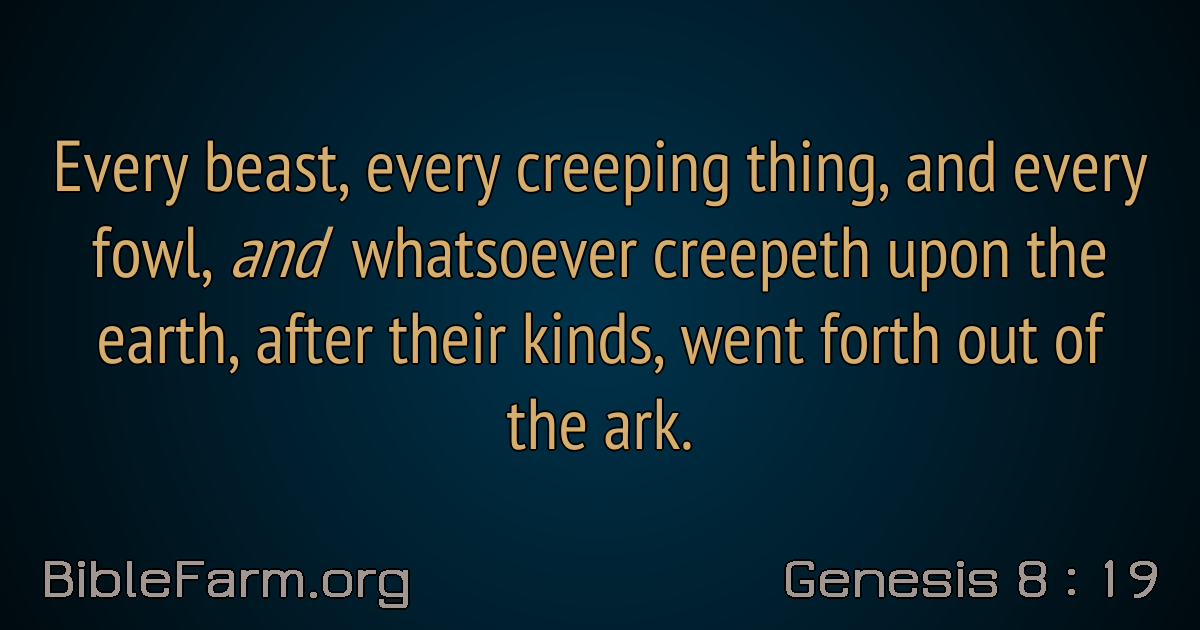 Every beast, every creeping thing, and every
fowl, and whatsoever creepeth upon the
earth, after their kinds, went forth out of
the ark.
BibleFarm.org
Genesis 8 : 19